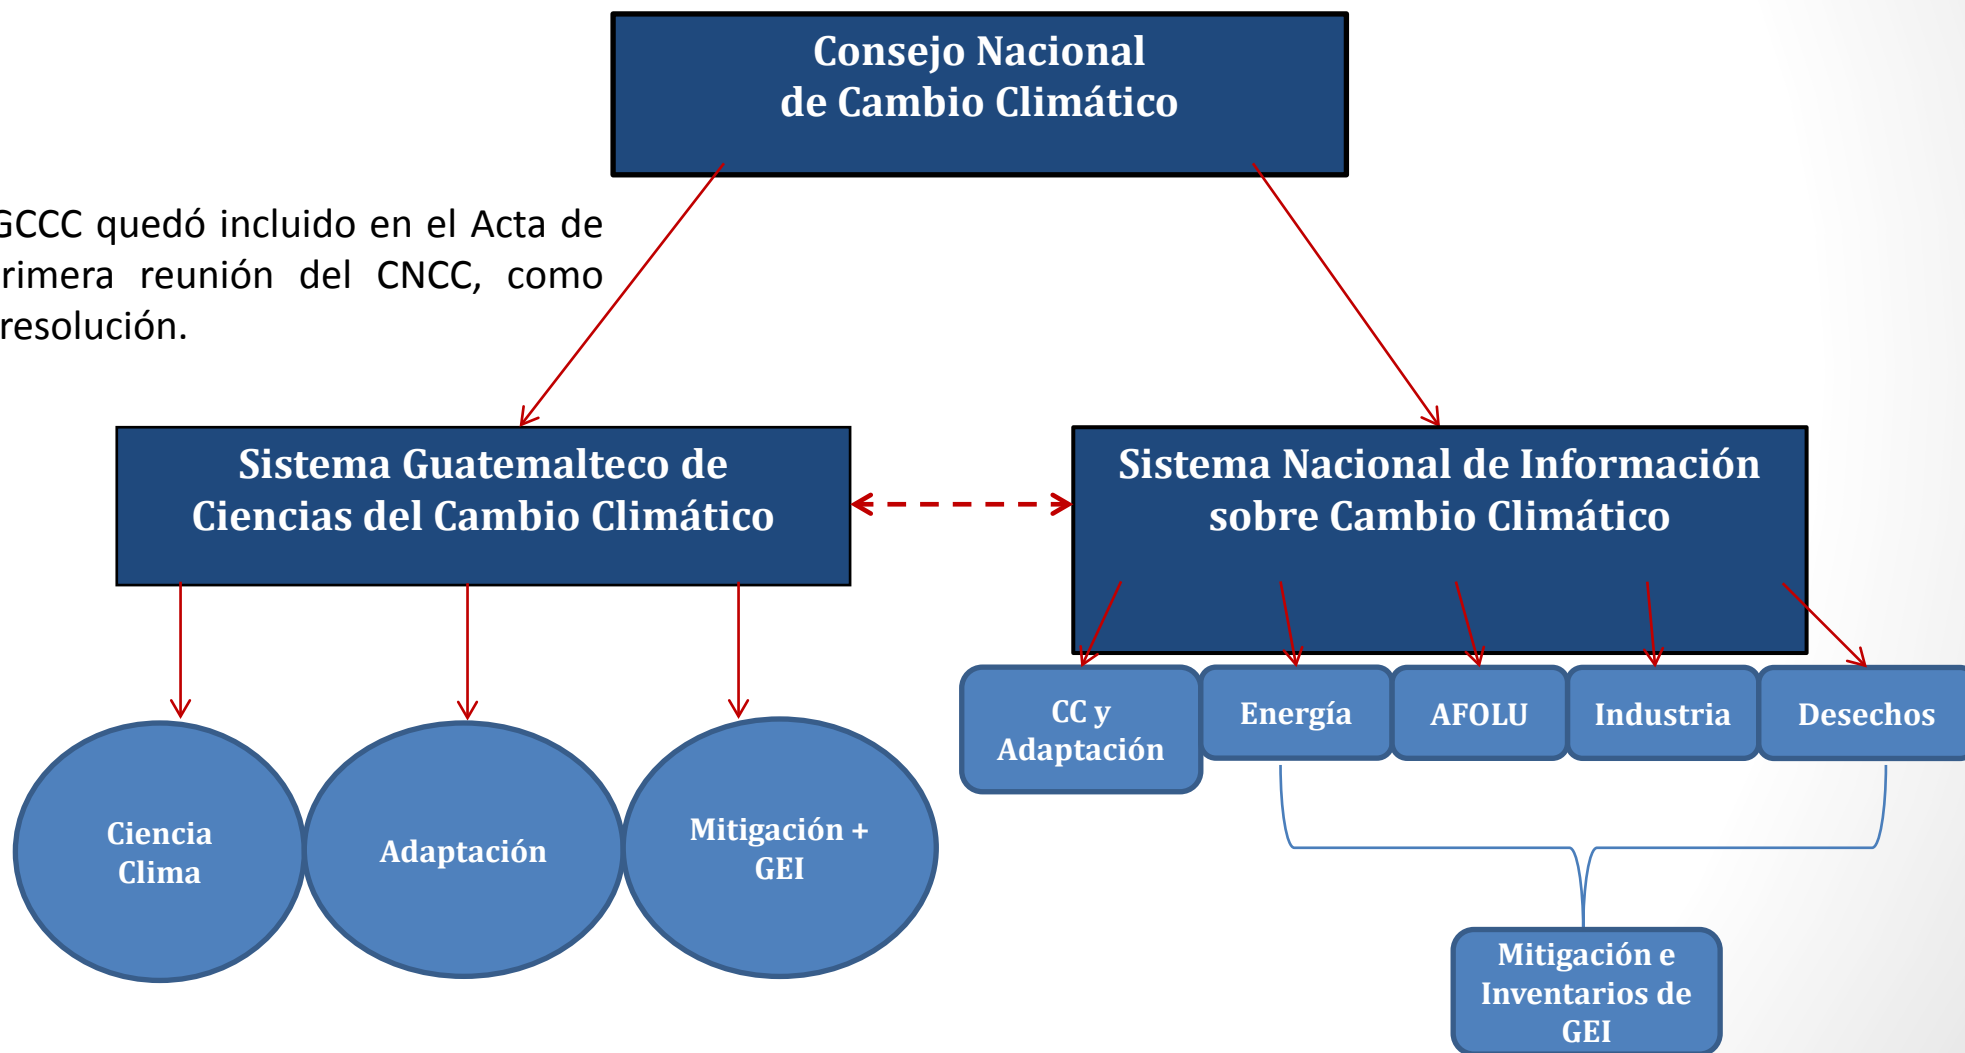 Consejo Nacional
de Cambio Climático
GCCC quedó incluido en el Acta de
rimera reunión del CNCC, como
resolución.
Sistema Guatemalteco de
Ciencias del Cambio Climático
Sistema Nacional de Información
sobre Cambio Climático
CC y
Adaptación
Energía
AFOLU
Industria
Desechos
Ciencia
Clima
Adaptación
Mitigación +
GEI
Mitigación e
Inventarios de
GEI